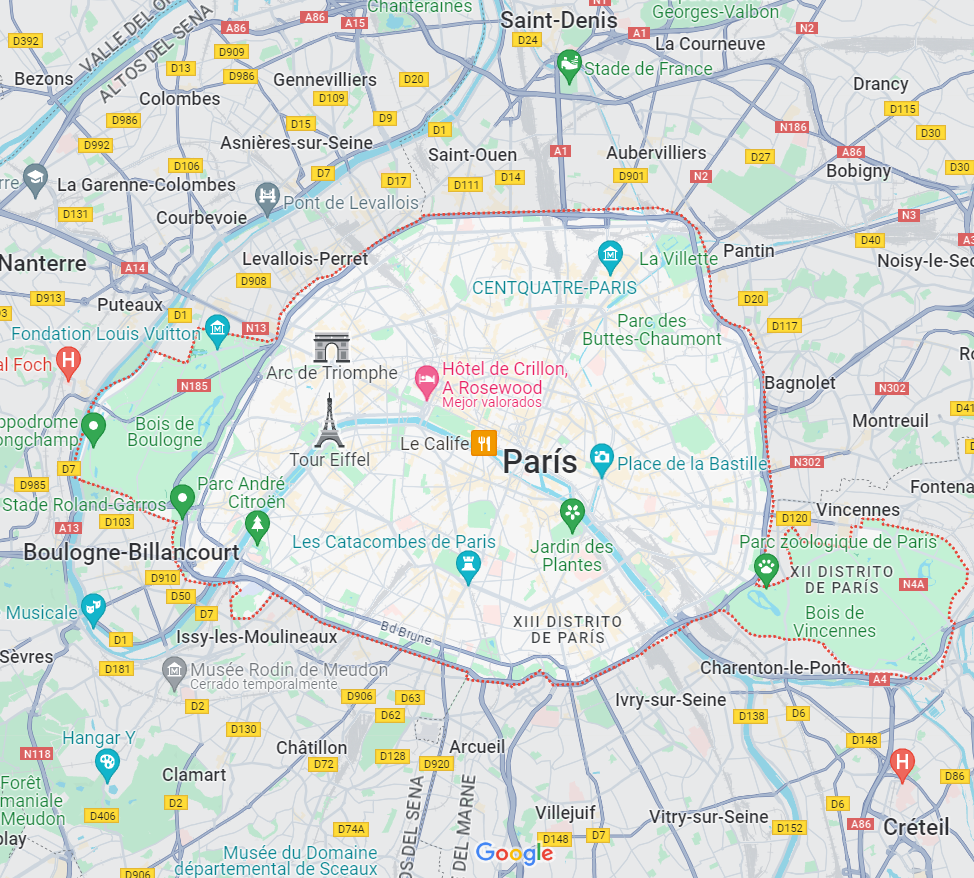 Chanteraines
Georges-Valbon
Saint-Denis
A86
A86
A15
N1
N2
D392
D24
A1
La Courneuve
VALLE DEL
ALTOS DEL SENA
D909
Stade de France
Bezons
D13
D986
Gennevilliers
D20
Drancy
Colombes
D109
D115
D986
D15
D9
D1
N186
D30
D992
Asnières-sur-Seine
Saint-Ouen
A1
Aubervilliers
D27
A86
D106
D7
D17
D111
D14
D901
N2
Bobigny
D30
La Garenne-Colombes
D131
Courbevoie
Pont de Levallois
N3
D40
Nanterre
A14
Levallois-Perret
Pantin
La Villette
Noisy-le-Sec
D908
CENTQUATRE-PARIS
D913
Puteaux
D20
D1
Parc des
Buttes-Chaumont
D117
Fondation Louis Vuitton
N13
al Foch
Arc de Triomphe
Hôtel de Crillon,
A Rosewood
Mejor valorados
N185
Bagnolet
N302
D41
ippodrome
ongchamp
Bois de
Boulogne
Montreuil
Le Calife
Tour Eiffel
París
Place de la Bastille
N302
D7
D985
Parc André
Citroën
Fontena
Stade Roland-Garros
D103
A13
D120
Vincennes
Les Catacombes de Paris
Jardin des
Plantes
Parc zoologique de Paris
Boulogne-Billancourt
XII DISTRITO
DE PARÍS
N4A
D910
D50
Musicale
D7
Bois de
Vincennes
XIII DISTRITO
DE PARÍS
Bd Brune
D1
Issy-les-Moulineaux
Sèvres
D181
Musée Rodin de Meudon
Cerrado temporalmente
Charenton-le-Pont
A4
D906
D63
D2
D62
Ivry-sur-Seine
D138
D6
D130
Hangar Y
N118
Châtillon
D72
D128
D920
Arcueil
D148
Clamart
D86
Forêt
maniale
Meudon
D406
D2
play
D74A
Villejuif
D148
D7
Vitry-sur-Seine
D152
D6
A86
Créteil
OS DEL SENA
DEL MARNE
Google
Musée du Domaine
départemental de Sceaux
D906